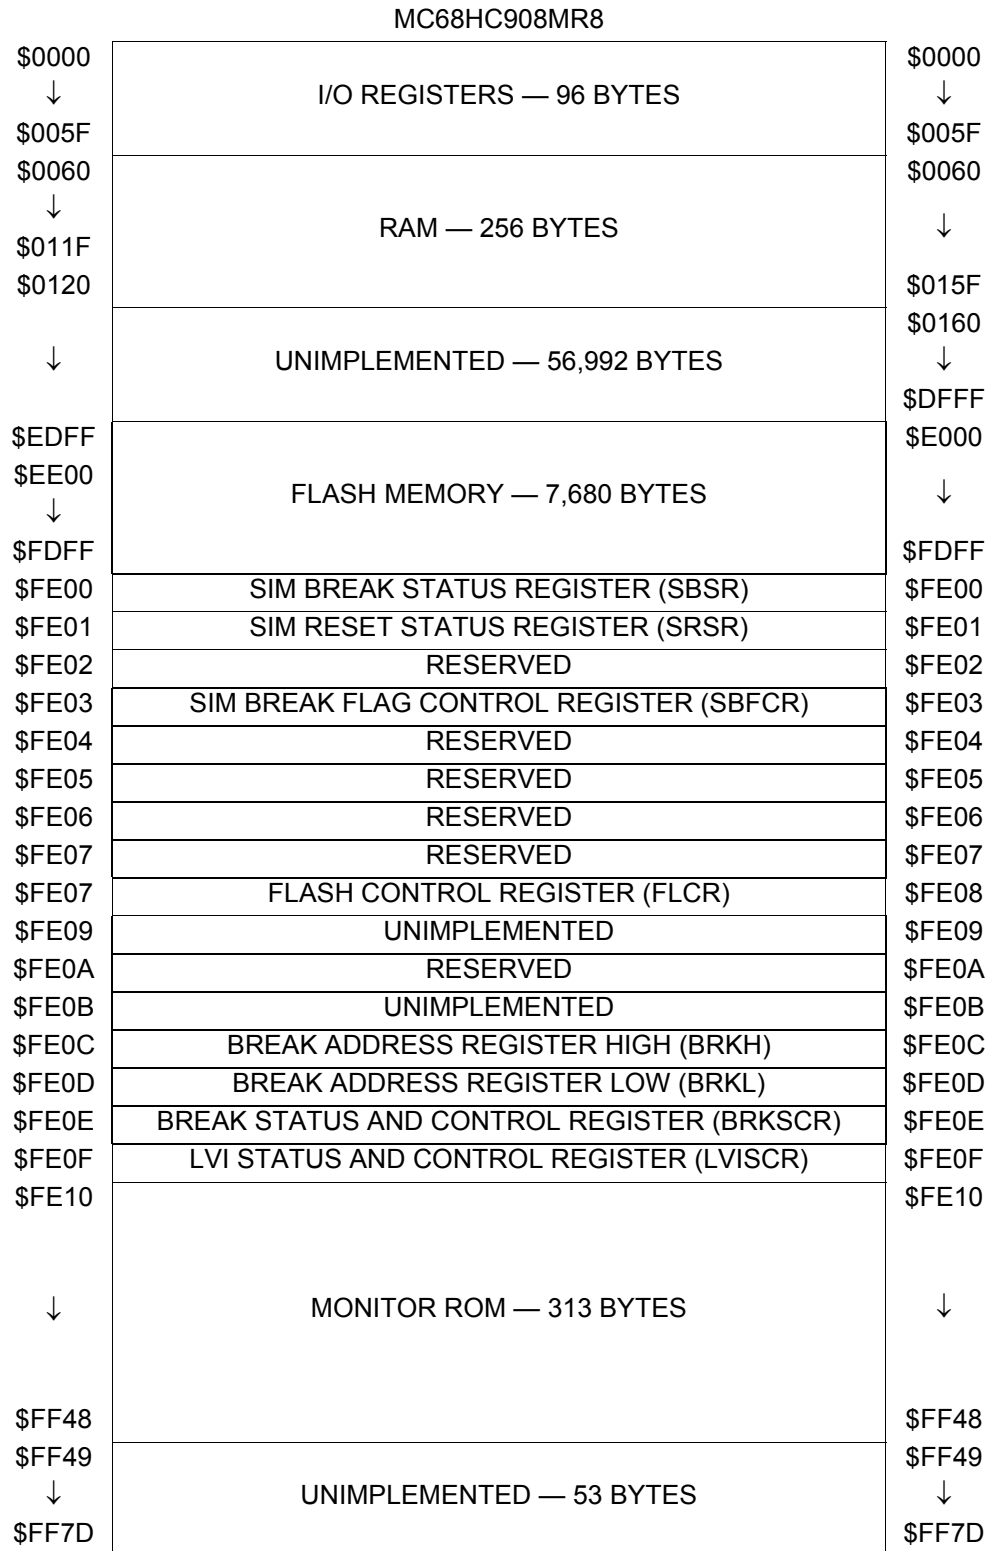 MC68HC908MR8
$0000 $0000
↓ I/O REGISTERS — 96 BYTES ↓
$005F $005F
$0060 $0060
↓ RAM — 256 BYTES ↓
$011F
$0120 $015F
$0160
↓ UNIMPLEMENTED — 56,992 BYTES ↓
$DFFF
$EDFF $E000
$EE00
↓ FLASH MEMORY — 7,680 BYTES ↓
$FDFF $FDFF
$FE00 SIM BREAK STATUS REGISTER (SBSR) $FE00
$FE01 SIM RESET STATUS REGISTER (SRSR) $FE01
$FE02 RESERVED $FE02
$FE03 SIM BREAK FLAG CONTROL REGISTER (SBFCR) $FE03
$FE04 RESERVED $FE04
$FE05 RESERVED $FE05
$FE06 RESERVED $FE06
$FE07 RESERVED $FE07
$FE07 FLASH CONTROL REGISTER (FLCR) $FE08
$FE09 UNIMPLEMENTED $FE09
$FE0A RESERVED $FE0A
$FE0B UNIMPLEMENTED $FE0B
$FE0C BREAK ADDRESS REGISTER HIGH (BRKH) $FE0C
$FE0D BREAK ADDRESS REGISTER LOW (BRKL) $FE0D
$FE0E BREAK STATUS AND CONTROL REGISTER (BRKSCR) $FE0E
$FE0F LVI STATUS AND CONTROL REGISTER (LVISCR) $FE0F
$FE10 $FE10
↓ MONITOR ROM — 313 BYTES ↓
$FF48 $FF48
$FF49 $FF49
↓ UNIMPLEMENTED — 53 BYTES ↓
$FF7D $FF7D